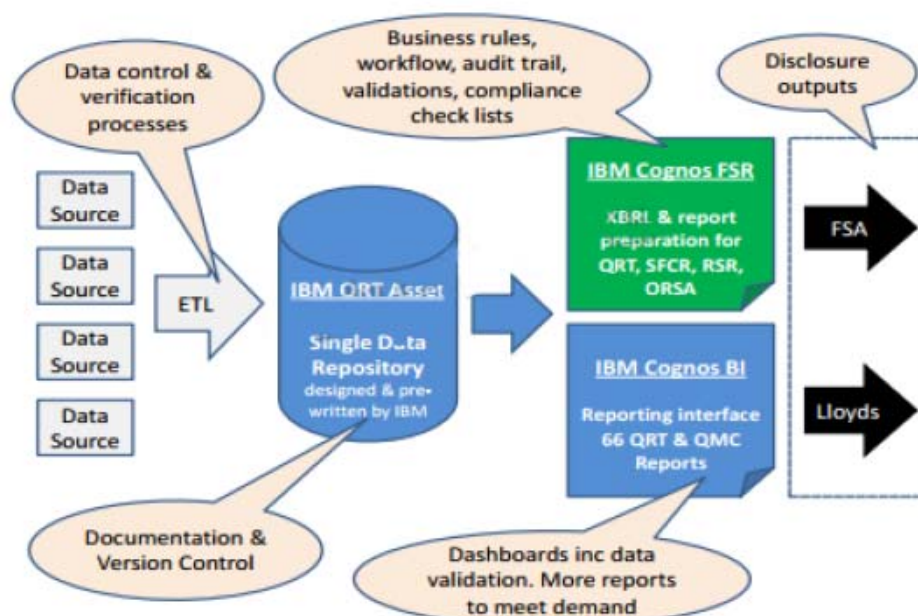 Data control &
verification
processes
Business rules,
workflow, audit trail,
validations, compliance
check lists
Disclosure
outputs
Data
Source
Data
Source
Data
Source
Data
Source
ETL
IBM QRT Asset
Single Data
Repository
designed & pre-
written by IBM
IBM Cognos FSR
XBRL & report
preparation for
QRT, SFCR, RSR,
ORSA
IBM Cognos BI
Reporting interface
66 QRT & QMC
Reports
FSA
Lloyds
Documentation &
Version Control
Dashboards inc data
validation. More reports
to meet demand